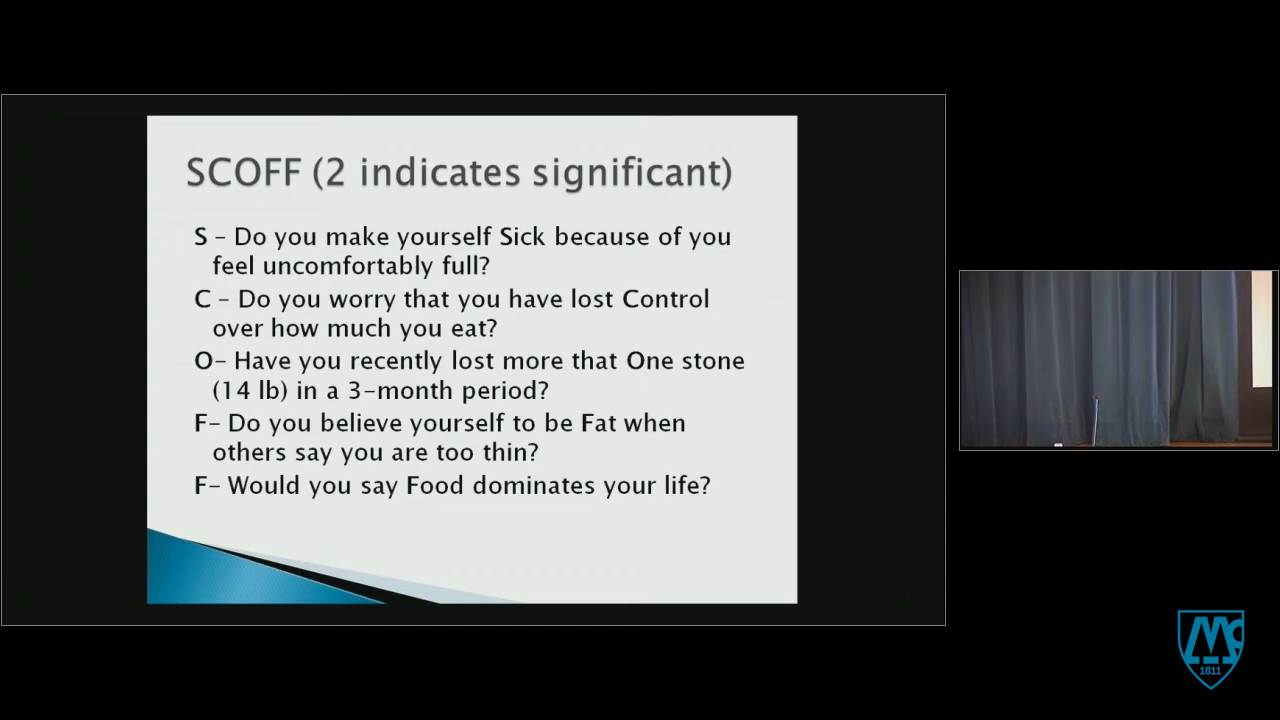 SCOFF (2 indicates significant)
S – Do you make yourself Sick because of you
feel uncomfortably full?
C – Do you worry that you have lost Control
over how much you eat?
O– Have you recently lost more that One stone
(14 lb) in a 3-month period?
F– Do you believe yourself to be Fat when
others say you are too thin?
F– Would you say Food dominates your life?
1811